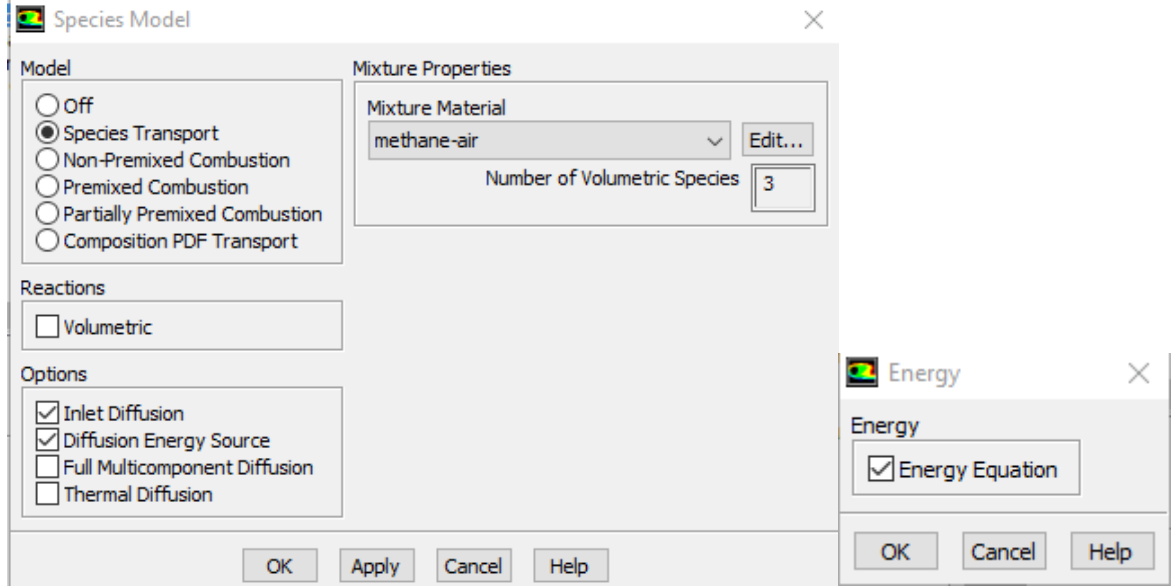 Species Model
Model
Off
Species Transport
Non-Premixed Combustion
Premixed Combustion
Partially Premixed Combustion
Composition PDF Transport
Reactions
Volumetric
Options
Inlet Diffusion
Diffusion Energy Source
Full Multicomponent Diffusion
Thermal Diffusion
Mixture Properties
Mixture Material
methane-air
Edit...
Number of Volumetric Species 3
OK Apply Cancel Help
Energy
Energy
Energy Equation
OK Cancel Help